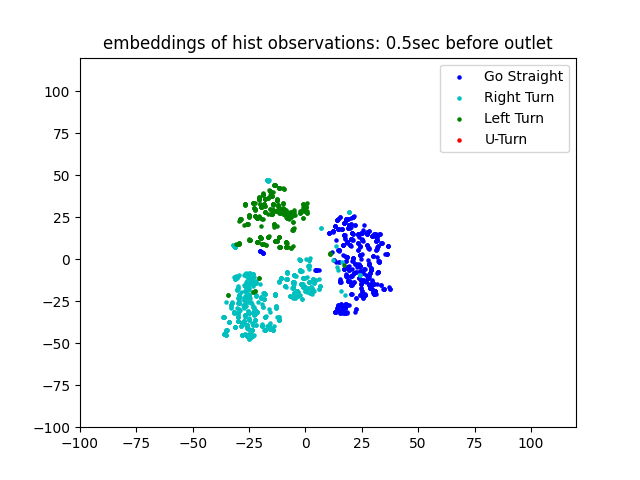 embeddings of hist observations: 0.5sec before outlet
Go Straight
Right Turn
Left Turn
U-Turn
100
75
50
25
0
−25
−50
−75
−100
−100 −75 −50 −25 0 25 50 75 100